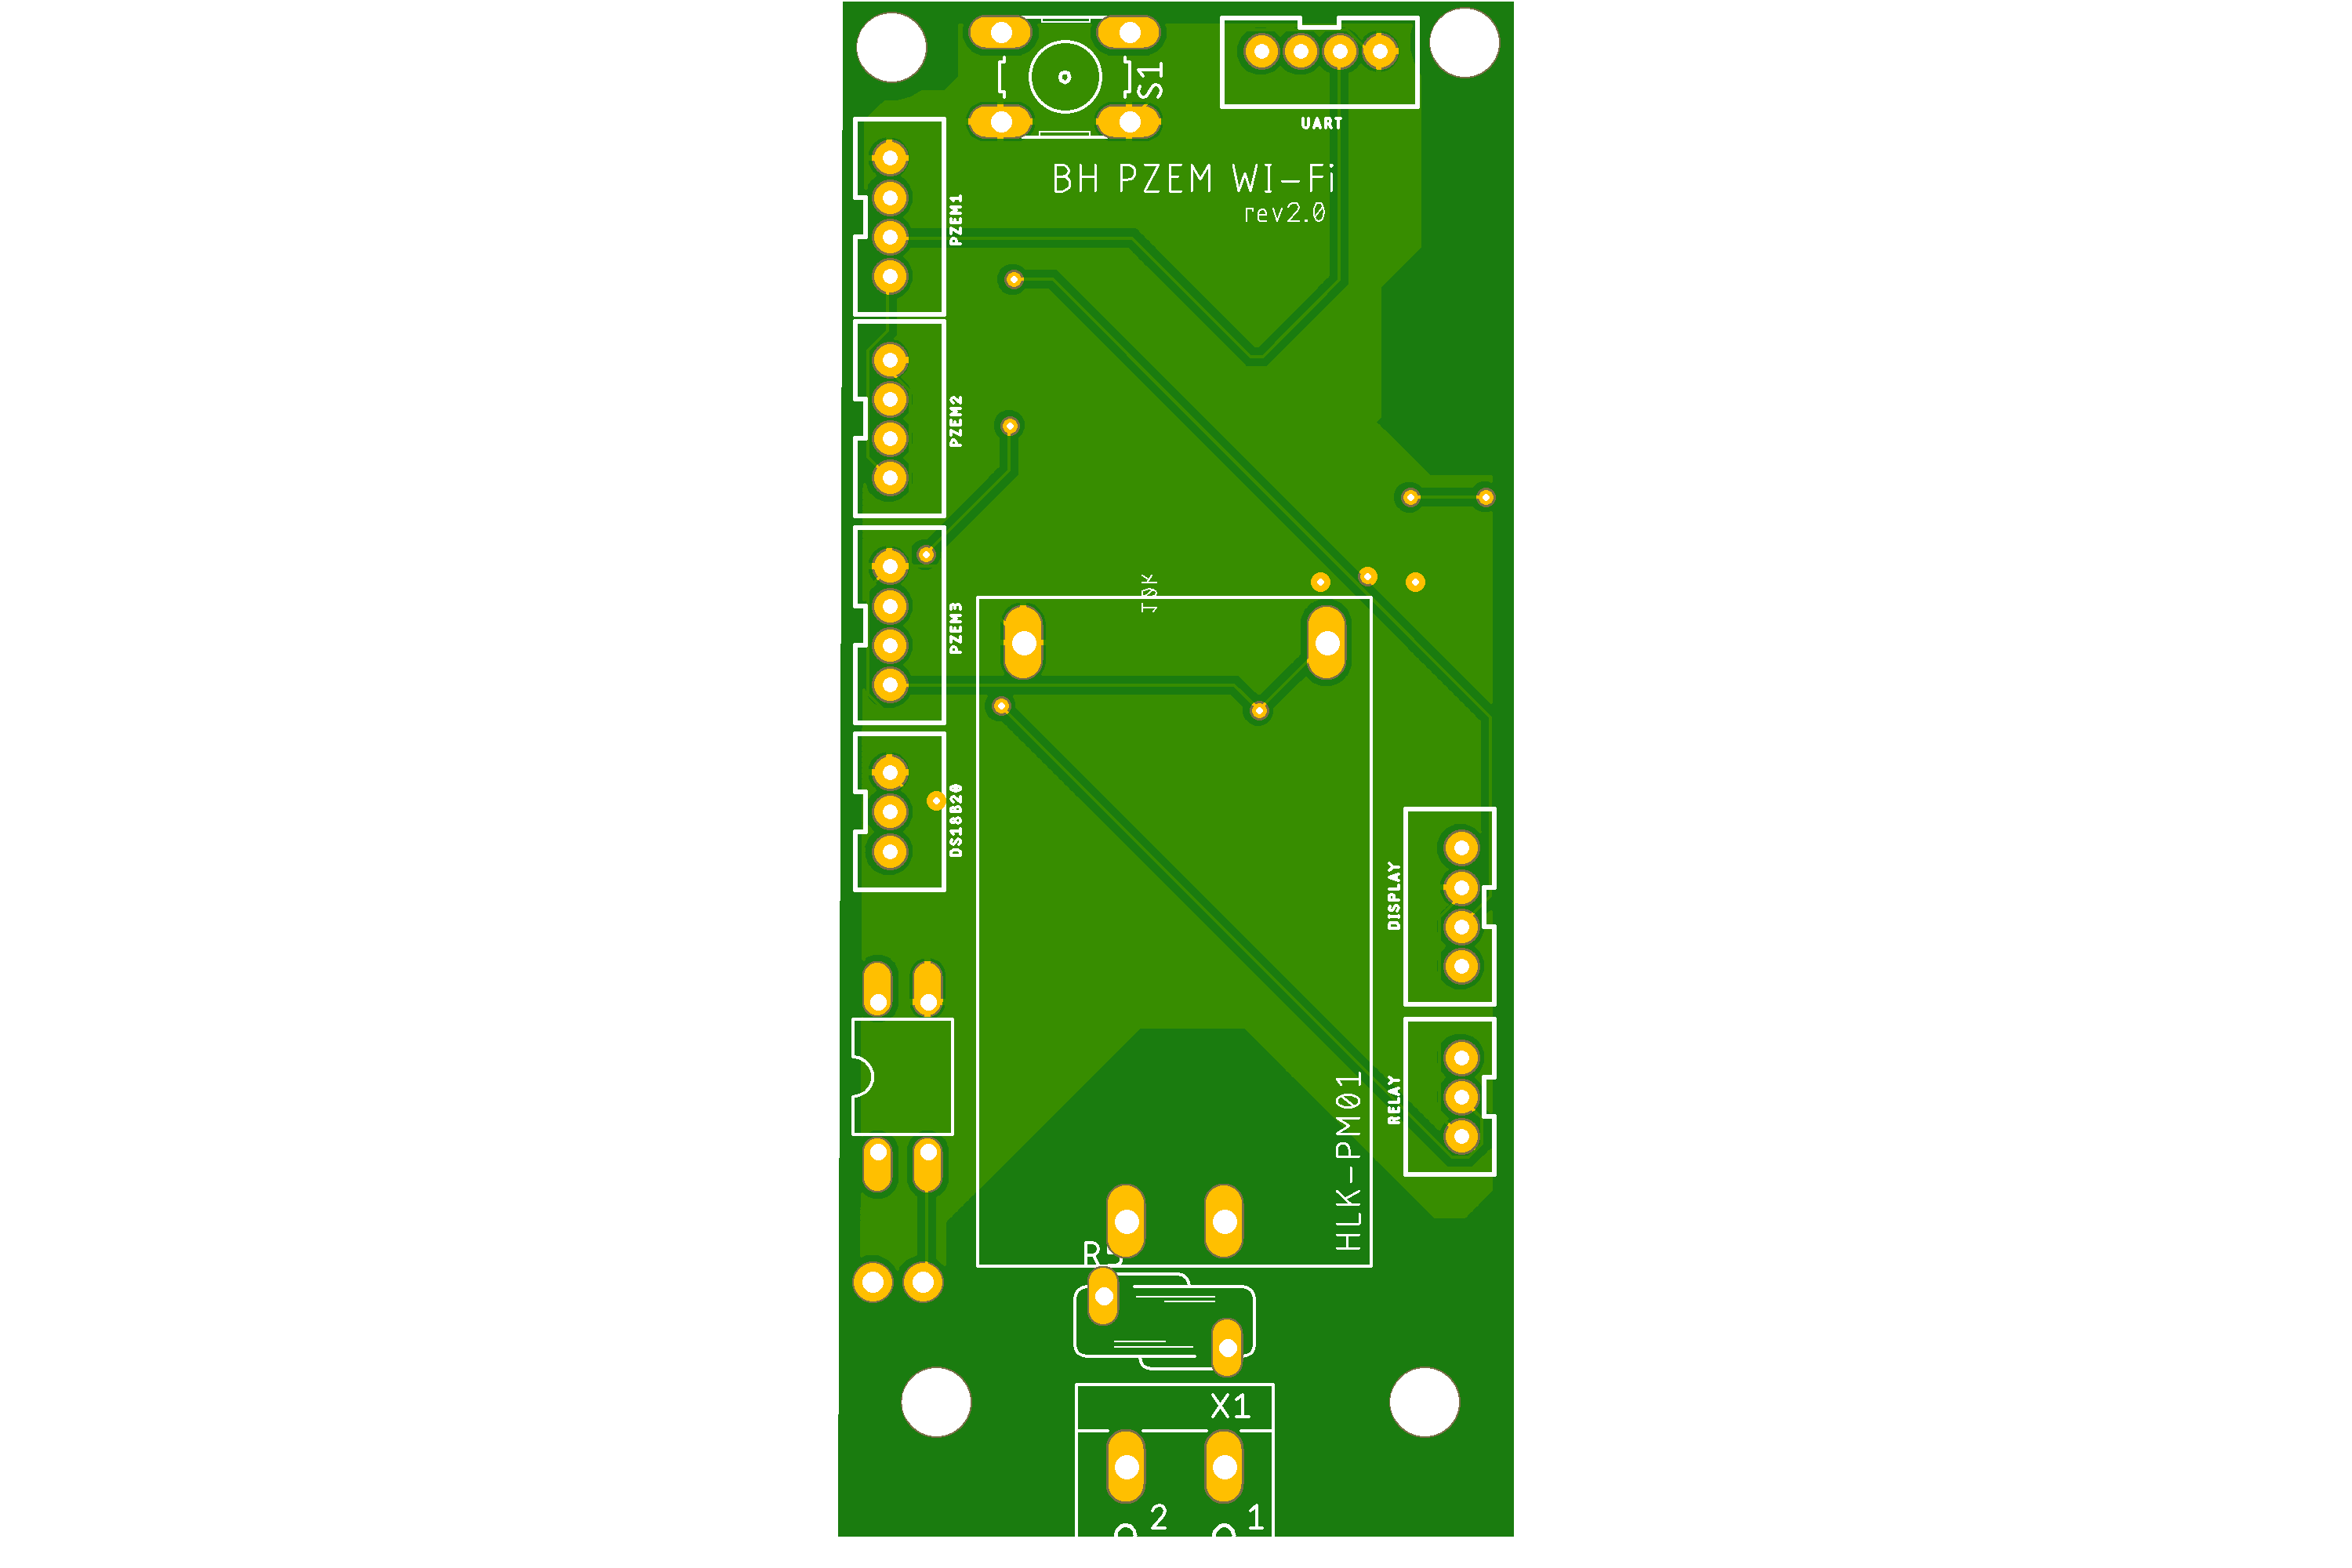 S1
UART
BH PZEM WI-Fi
rev2.0
PZEM1
PZEM2
PZEM3
10k
DS18B20
DISPLAY
RELAY
HLK-PM01
X1
2
1